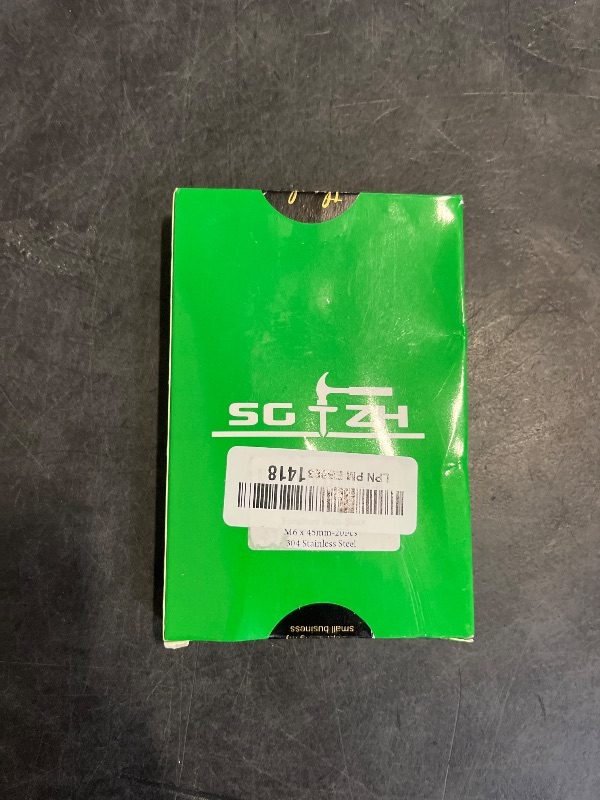 SG ZH
LPN PM 1418
M6 x 45mm-20Pcs
304 Stainless Steel
small business